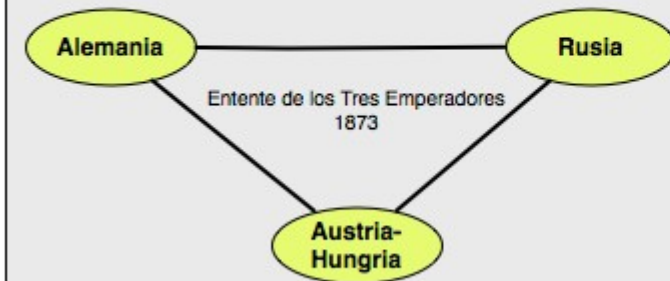 Alemania
Rusia
Entente de los Tres Emperadores
1873
Austria-
Hungria